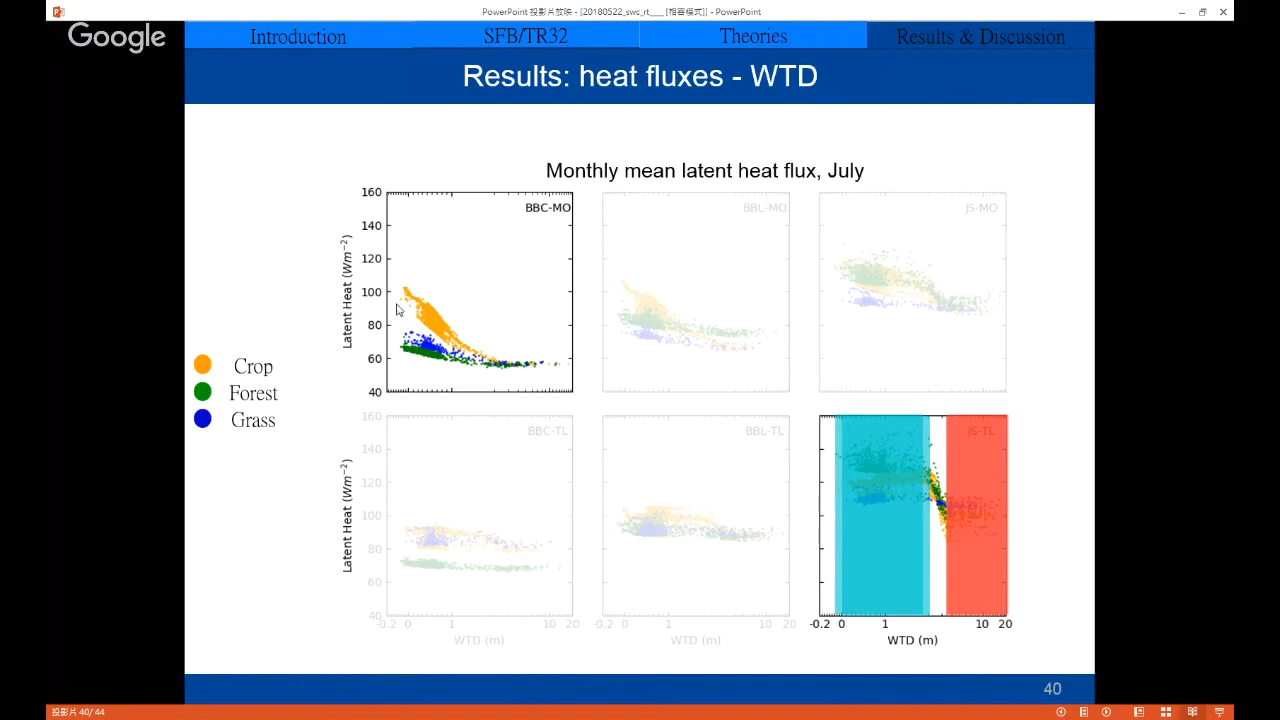 PowerPoint 投影片放映 - [20180522_swc_rt___ [相容模式]] - PowerPoint
Google
Introduction
SFB/TR32
Theories
Results & Discussion
Results: heat fluxes - WTD
Monthly mean latent heat flux, July
160
140
120
100
80
60
40
Latent Heat (Wm⁻²)
BBC-MO
BBL-MO
JS-MO
Crop
Forest
Grass
160
140
120
100
80
60
40
Latent Heat (Wm⁻²)
BBC-TL
BBL-TL
JS-TL
-0.2 0 1 10 20
-0.2 0 1 10 20
-0.2 0 1 10 20
WTD (m)
WTD (m)
WTD (m)
40
投影片 40/44